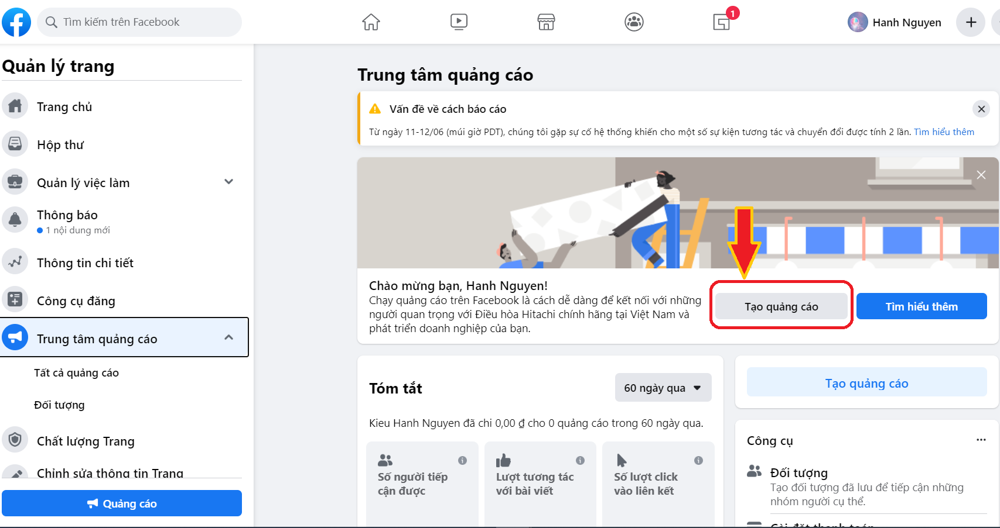 Tìm kiếm trên Facebook
1
Hanh Nguyen
Quản lý trang
Trang chủ
Hộp thư
Quản lý việc làm
Thông báo
1 nội dung mới
Thông tin chi tiết
Công cụ đăng
Trung tâm quảng cáo
Tất cả quảng cáo
Đối tượng
Chất lượng Trang
Chỉnh sửa thông tin Trang
Quảng cáo
Trung tâm quảng cáo
Vấn đề về cách báo cáo
Từ ngày 11-12/06 (múi giờ PDT), chúng tôi gặp sự cố hệ thống khiến cho một số sự kiện tương tác và chuyển đổi được tính 2 lần. Tìm hiểu thêm
Chào mừng bạn, Hanh Nguyen!
Chạy quảng cáo trên Facebook là cách dễ dàng để kết nối với những
người quan trọng với Điều hòa Hitachi chính hãng tại Việt Nam và
phát triển doanh nghiệp của bạn.
Tạo quảng cáo
Tìm hiểu thêm
Tóm tắt
60 ngày qua
Kieu Hanh Nguyen đã chi 0,00 ₫ cho 0 quảng cáo trong 60 ngày qua.
Số người tiếp
cận được
Lượt tương tác
với bài viết
Số lượt click
vào liên kết
Tạo quảng cáo
Công cụ
Đối tượng
Tạo đối tượng đã lưu để tiếp cận những
nhóm người cụ thể.
Cài đặt thanh toán